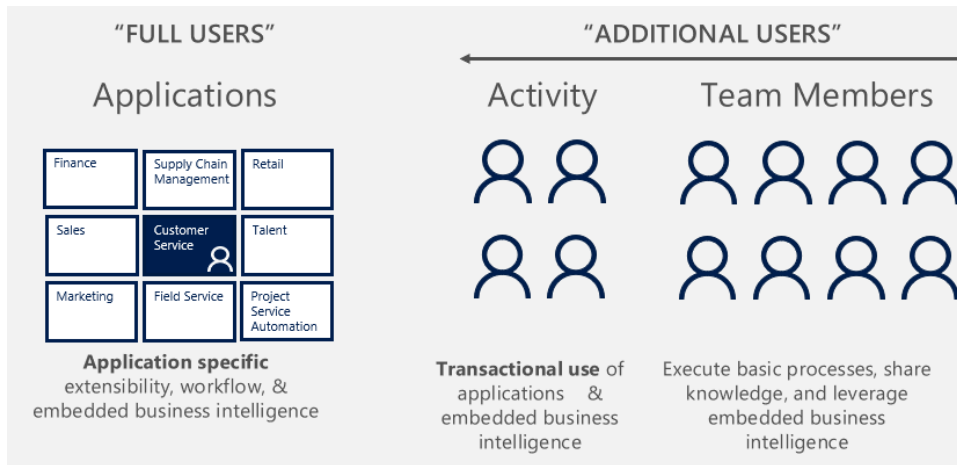 “FULL USERS”
“ADDITIONAL USERS”
Applications
Activity
Team Members
Finance
Supply Chain
Management
Retail
Sales
Customer
Service
Talent
Marketing
Field Service
Project
Service
Automation
Application specific
extensibility, workflow, &
embedded business intelligence
Transactional use of
applications &
embedded business
intelligence
Execute basic processes, share
knowledge, and leverage
embedded business
intelligence